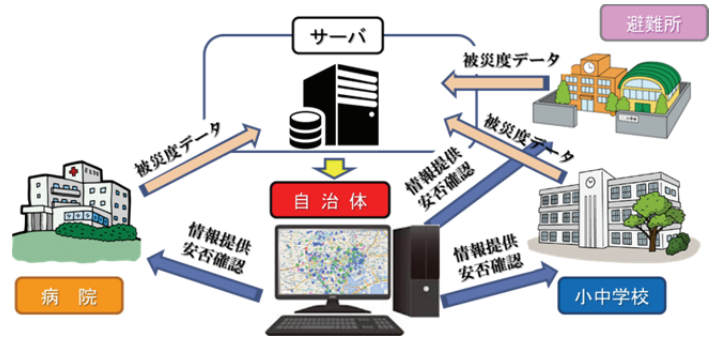 サーバ
避難所
被災度データ
被災度データ
被災度データ
自治体
情報提供
安否確認
情報提供
安否確認
情報提供
安否確認
病院
小中学校